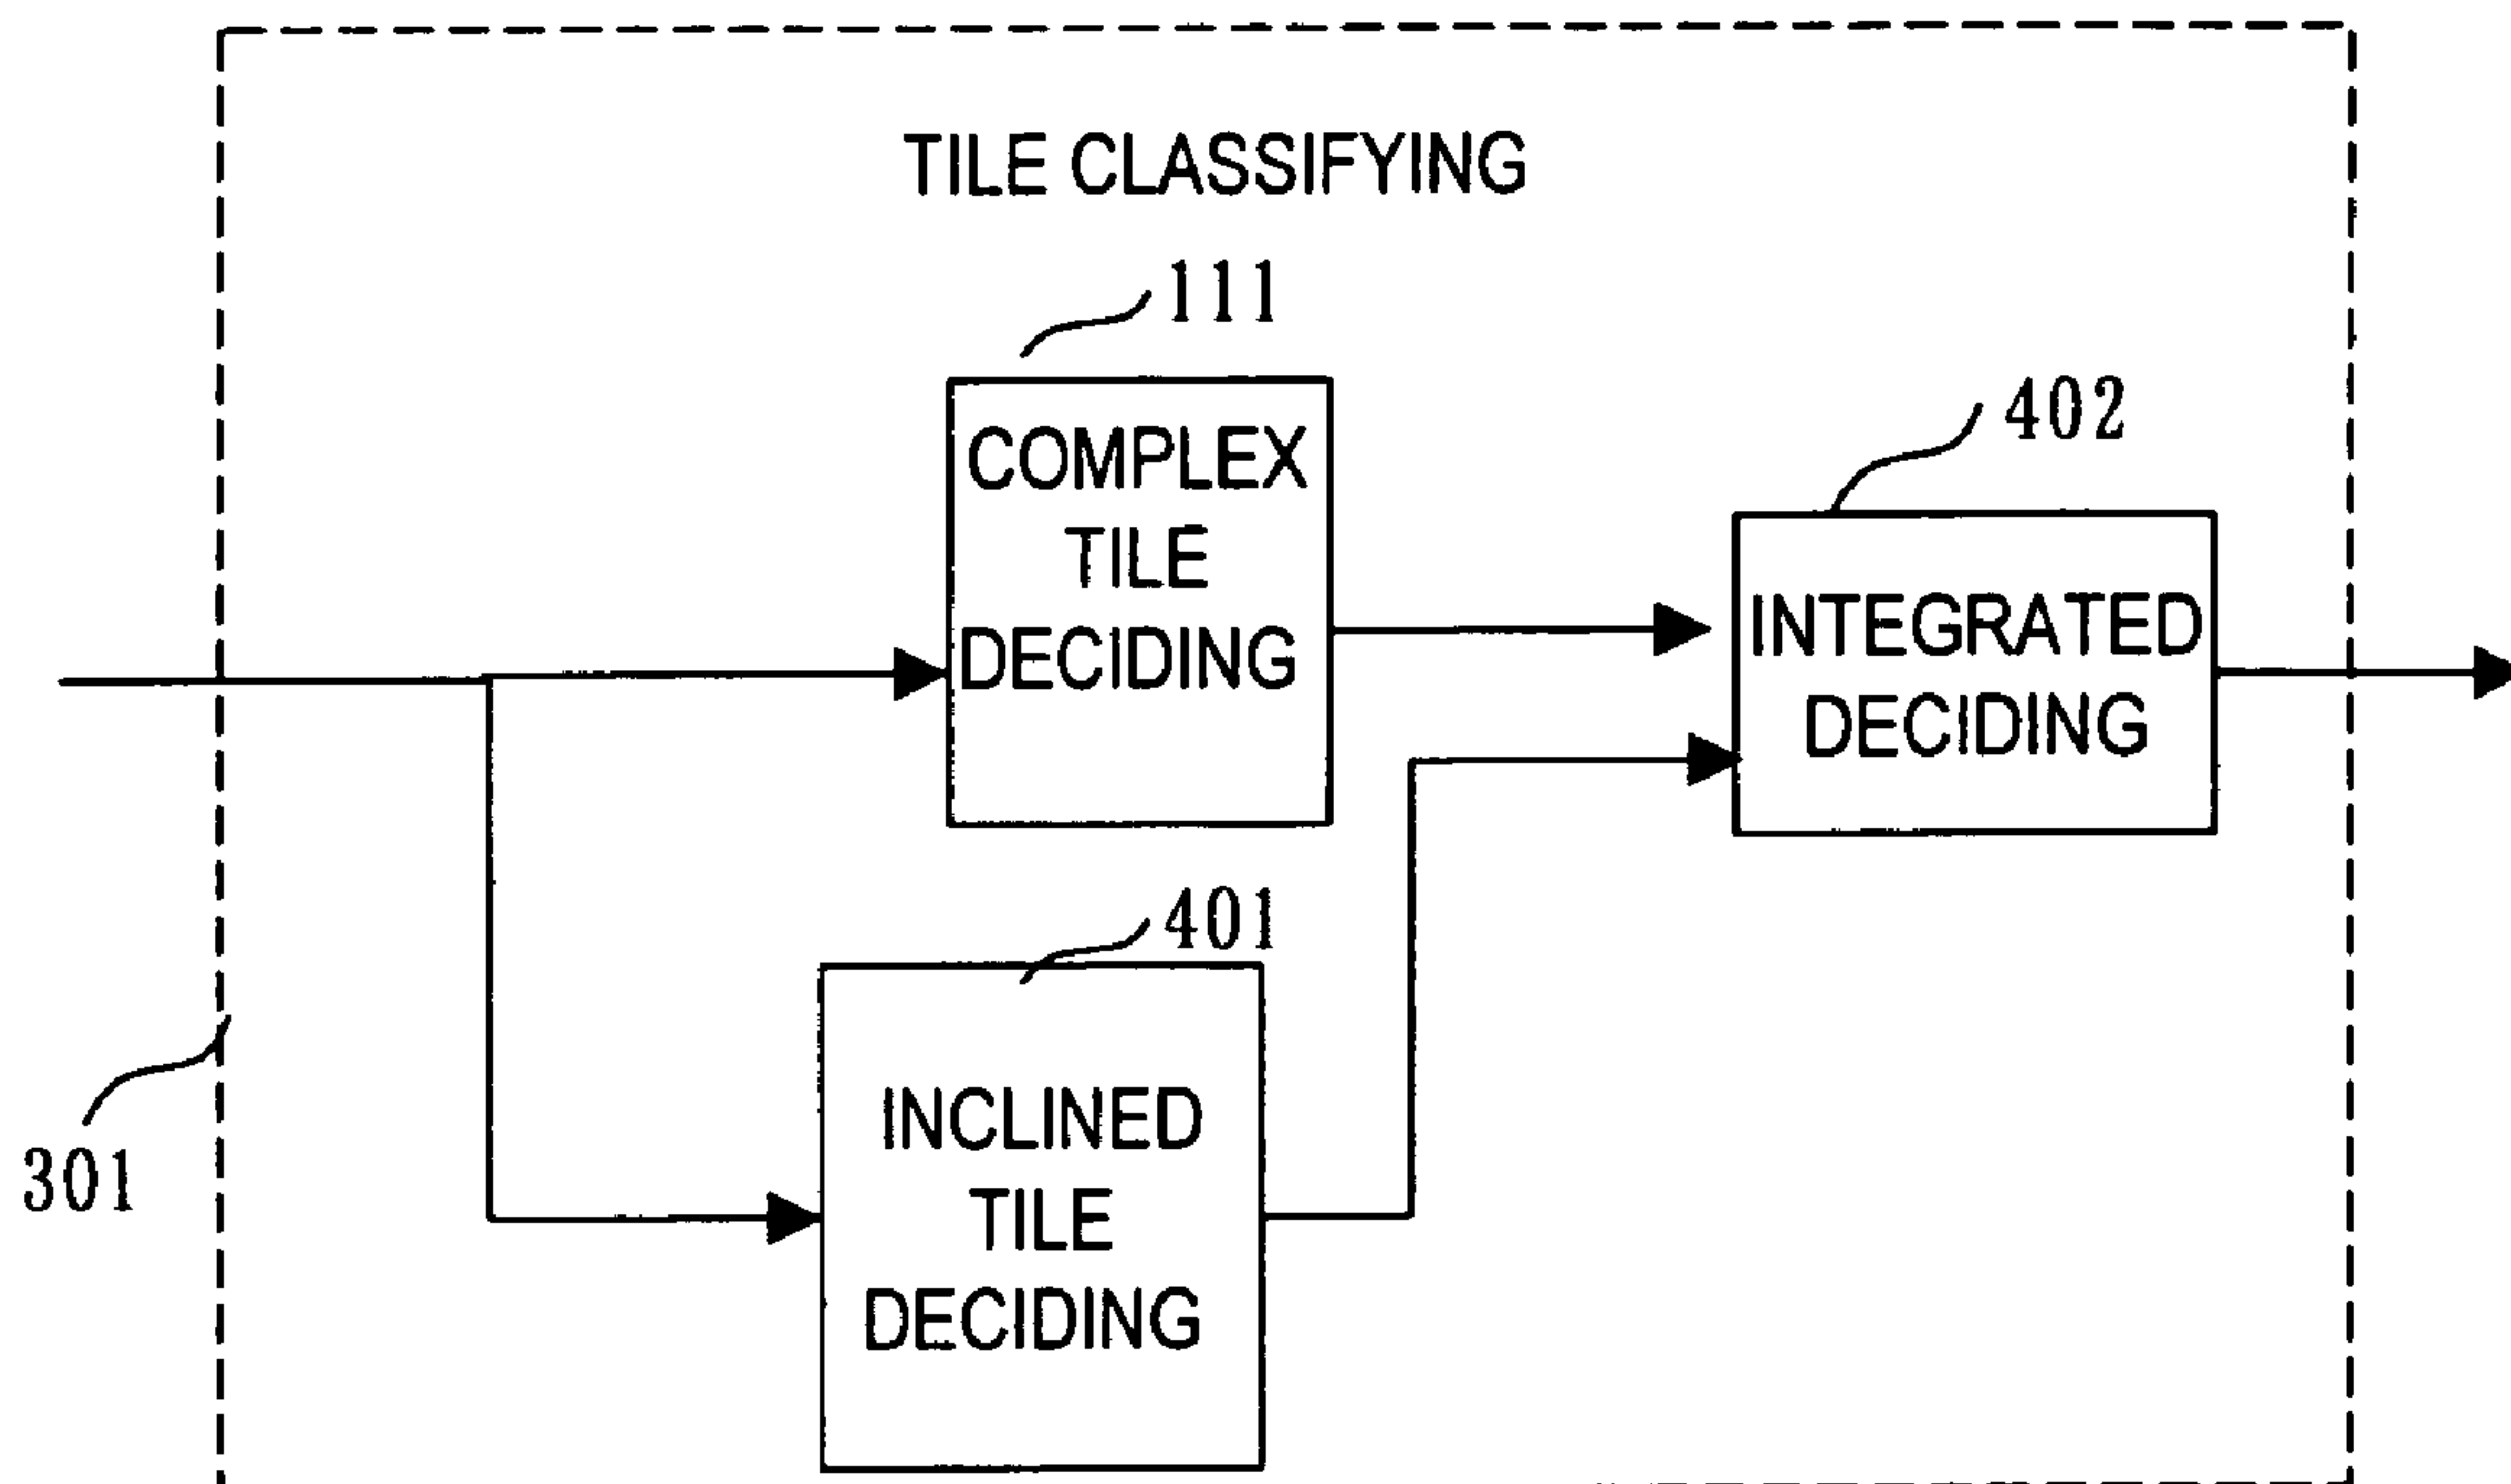 TILE CLASSIFYING
111
COMPLEX
TILE
DECIDING
402
INTEGRATED
DECIDING
401
INCLINED
TILE
DECIDING
301